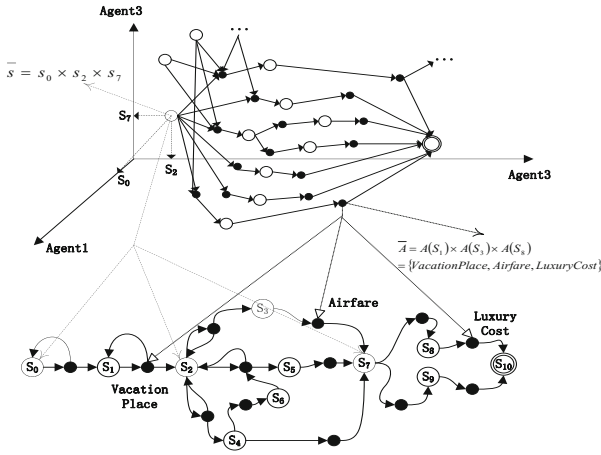 Agent3
...
...
s̅ = s₀ × s₂ × s₇
S₇
S₂
S₀
Agent3
Agent1
A̅ = A(S₁) × A(S₃) × A(S₈)
= {VacationPlace, Airfare, LuxuryCost}
S₃
Airfare
Luxury
Cost
S₀
S₁
S₂
S₅
S₇
S₈
S₁₀
Vacation
Place
S₉
S₆
S₄